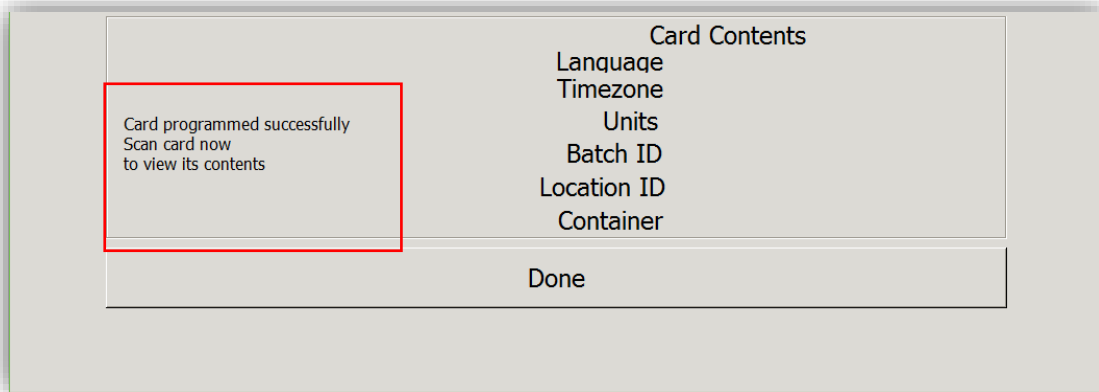 Card Contents
Language
Timezone
Card programmed successfully
Scan card now
to view its contents
Units
Batch ID
Location ID
Container
Done